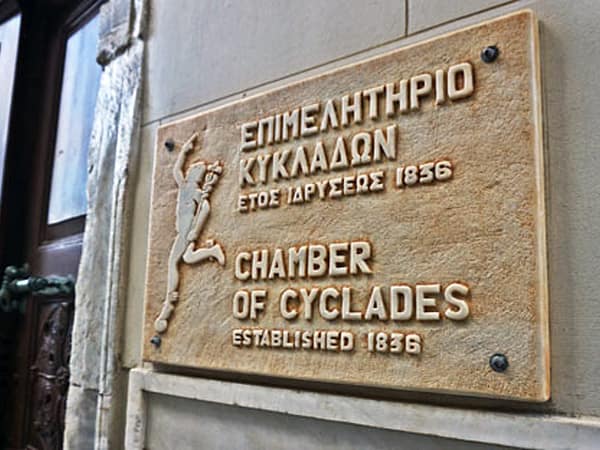 ΕΠΙΜΕΛΗΤΗΡΙΟ
ΚΥΚΛΑΔΩΝ
ΕΤΟΣ ΙΔΡΥΣΕΩΣ 1836
CHAMBER
OF CYCLADES
ESTABLISHED 1836